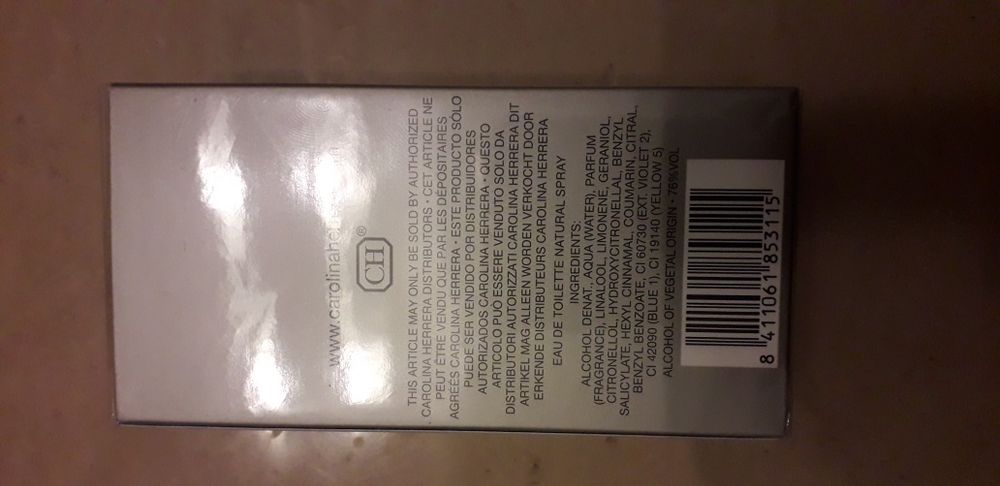 www.carolinah
CH®
THIS ARTICLE MAY ONLY BE SOLD BY AUTHORIZED
CAROLINA HERRERA DISTRIBUTORS · CET ARTICLE NE
PEUT ÊTRE VENDU QUE PAR LES DÉPOSITAIRES
AGRÉÉS CAROLINA HERRERA · ESTE PRODUCTO SÓLO
PUEDE SER VENDIDO POR DISTRIBUIDORES
AUTORIZADOS CAROLINA HERRERA · QUESTO
ARTICOLO PUÒ ESSERE VENDUTO SOLO DA
DISTRIBUTORI AUTORIZZATI CAROLINA HERRERA DIT
ARTIKEL MAG ALLEEN WORDEN VERKOCHT DOOR
ERKENDE DISTRIBUTEURS CAROLINA HERRERA
EAU DE TOILETTE NATURAL SPRAY
INGREDIENTS:
ALCOHOL DENAT., AQUA (WATER), PARFUM
(FRAGRANCE), LINALOOL, LIMONENE, GERANIOL,
CITRONELLOL, HYDROXYCITRONELLAL, BENZYL
SALICYLATE, HEXYL CINNAMAL, COUMARIN, CITRAL,
BENZYL BENZOATE, CI 60730 (EXT. VIOLET 2),
CI 42090 (BLUE 1), CI 19140 (YELLOW 5)
ALCOHOL OF VEGETAL ORIGIN - 76%VOL
8 411061 853115